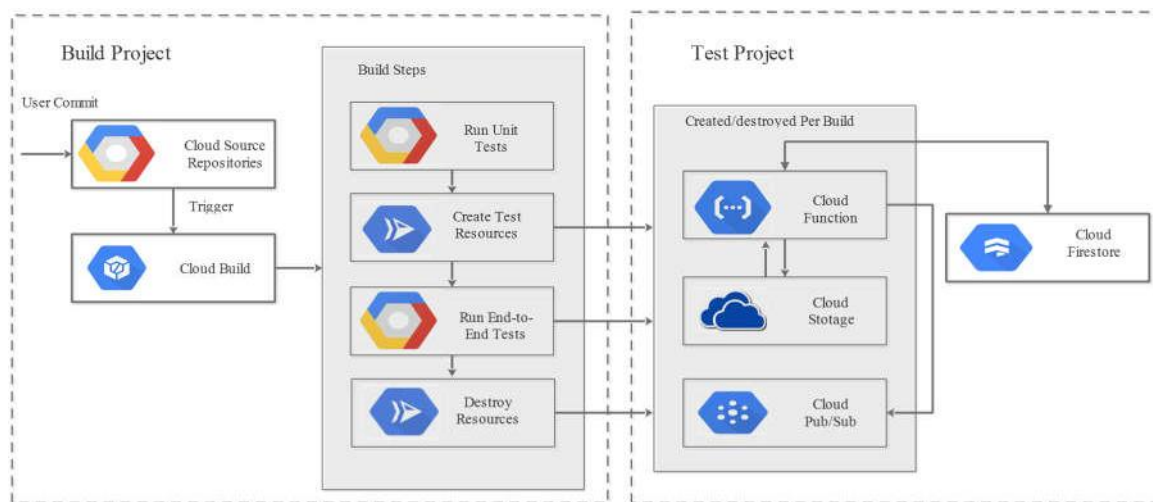 Build Project
User Commit
Cloud Source
Repositories
Trigger
Cloud Build
Build Steps
Run Unit
Tests
Create Test
Resources
Run End-to-
End Tests
Destroy
Resources
Test Project
Created/destroyed Per Build
Cloud
Function
Cloud
Stotage
Cloud
Pub/Sub
Cloud
Firestore